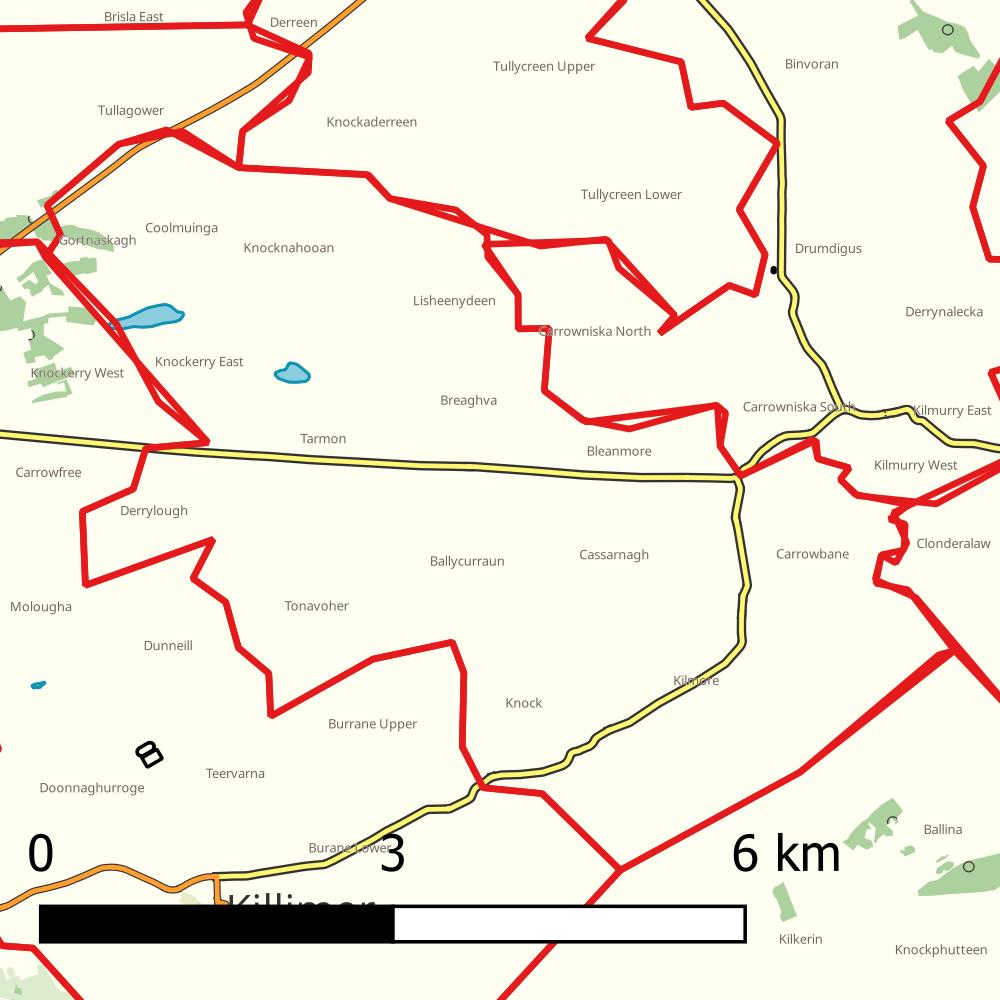 Brisla East
Derreen
Binvoran
Tullycreen Upper
Tullagower
Knockaderreen
Tullycreen Lower
Coolmuinga
Gortnaskagh
Knocknahooan
Drumdigus
Lisheenydeen
Derrynalecka
Carrowniska North
Knockerry East
Knockerry West
Breaghva
Carrowniska South
Kilmurry East
Tarmon
Bleanmore
Kilmurry West
Carrowfree
Derrylough
Clonderalaw
Carrowbane
Cassarnagh
Ballycurraun
Tonavoher
Molougha
Dunneill
Kilmore
Knock
Burrane Upper
Teervarna
Doonnaghurroge
Ballina
Burane Lower
0 3 6 km
Killimer
Kilkerin
Knockphutteen